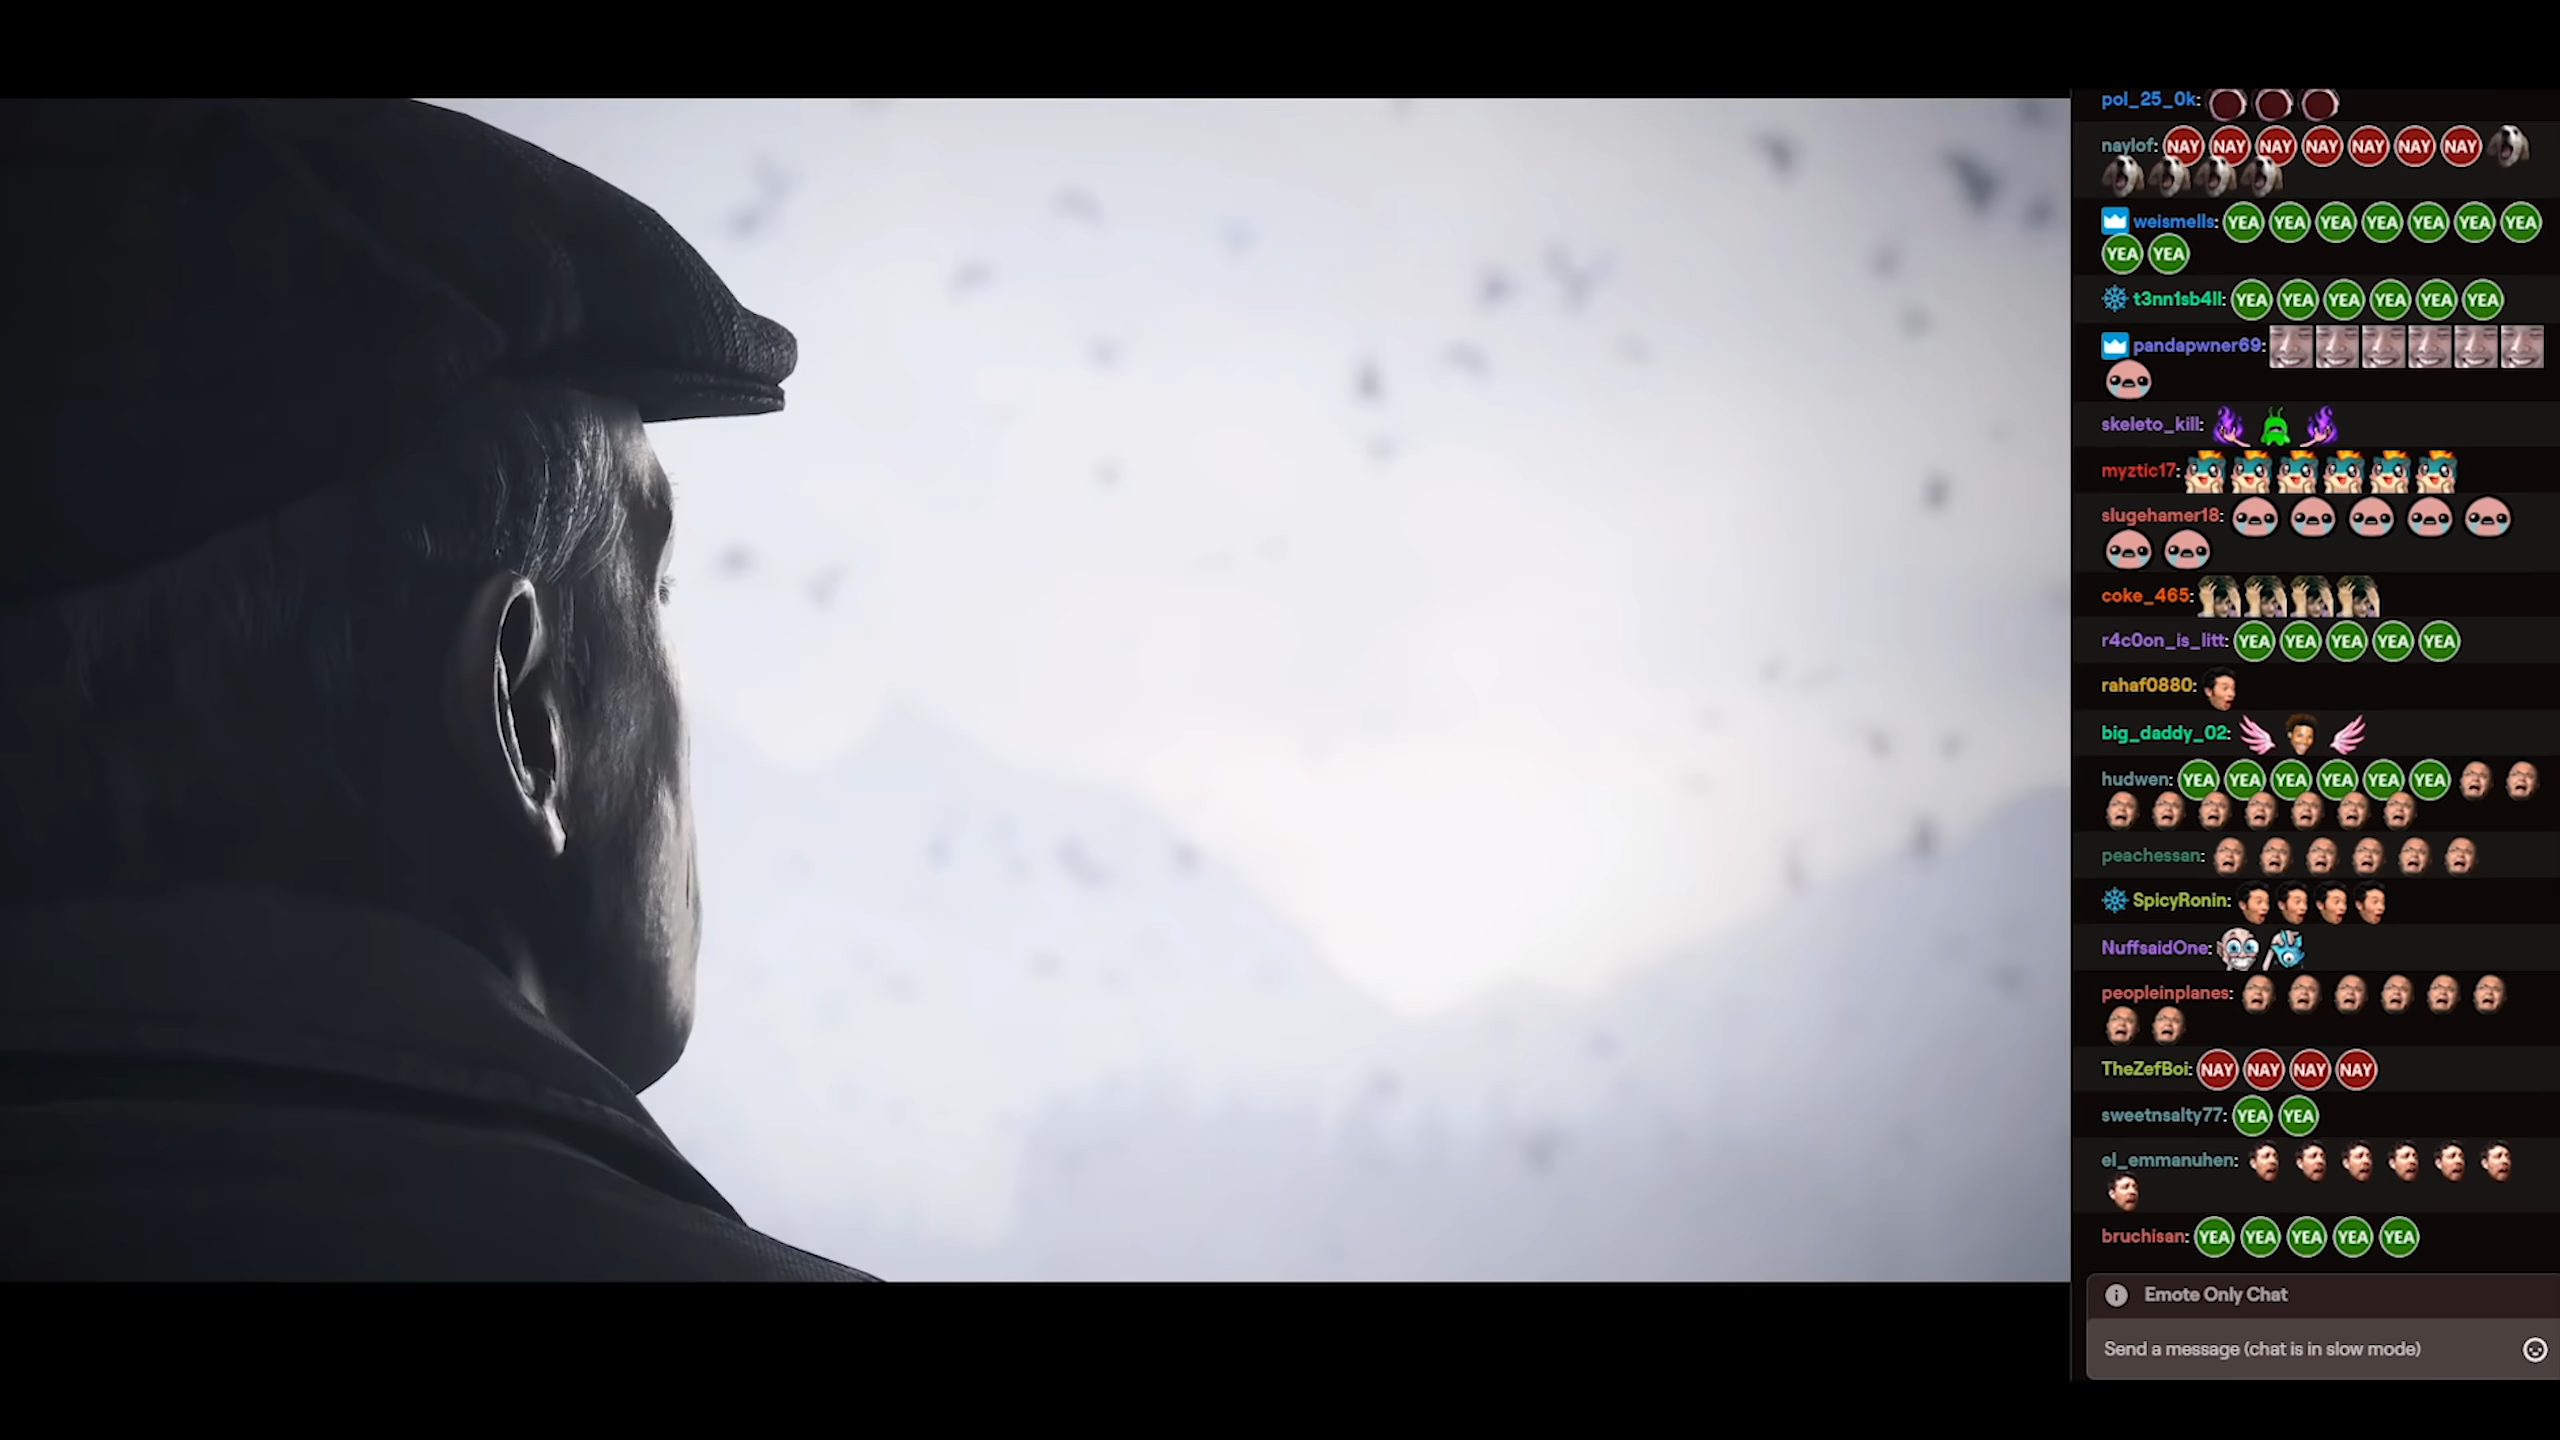 pol_25_0k:
naylof: NAY NAY NAY NAY NAY NAY NAY
weismells: YEA YEA YEA YEA YEA YEA YEA
YEA YEA
t3nn1sb4ll: YEA YEA YEA YEA YEA YEA
pandapwner69:
skeleto_kill:
myztic17:
slugehamer18:
coke_465:
r4c0on_is_litt: YEA YEA YEA YEA YEA
rahaf0880:
big_daddy_02:
hudwen: YEA YEA YEA YEA YEA YEA
peachessan:
SpicyRonin:
NuffsaidOne:
peopleinplanes:
TheZefBoi: NAY NAY NAY NAY
sweetnsalty77: YEA YEA
el_emmanuhen:
bruchisan: YEA YEA YEA YEA YEA
Emote Only Chat
Send a message (chat is in slow mode)